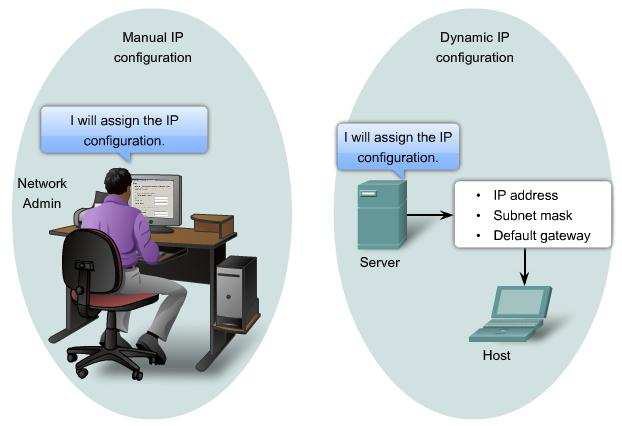 Manual IP
configuration
I will assign the IP
configuration.
Network
Admin
Dynamic IP
configuration
I will assign the IP
configuration.
Server
• IP address
• Subnet mask
• Default gateway
Host